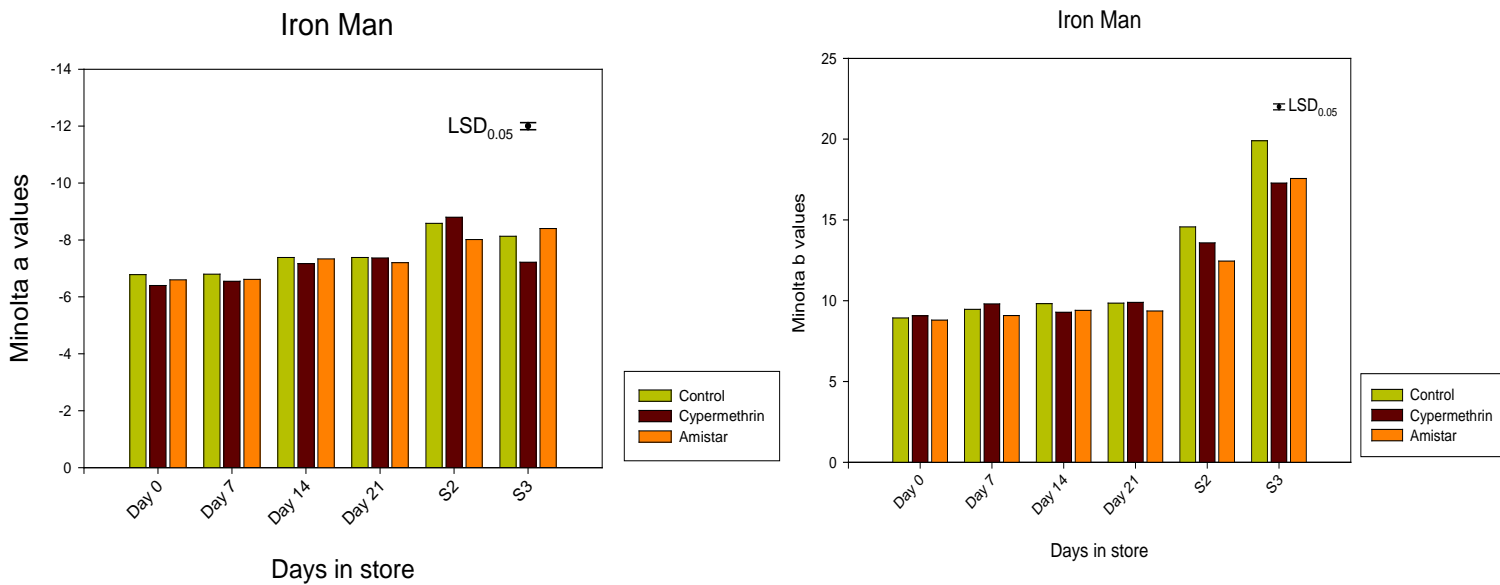 Iron Man
-14
-12
-10
-8
-6
-4
-2
0
Minolta a values
LSD0.05
Day 0
Day 7
Day 14
Day 21
S2
S3
Days in store
Control
Cypermethrin
Amistar
Iron Man
25
20
15
10
5
0
Minolta b values
LSD0.05
Day 0
Day 7
Day 14
Day 21
S2
S3
Days in store
Control
Cypermethrin
Amistar